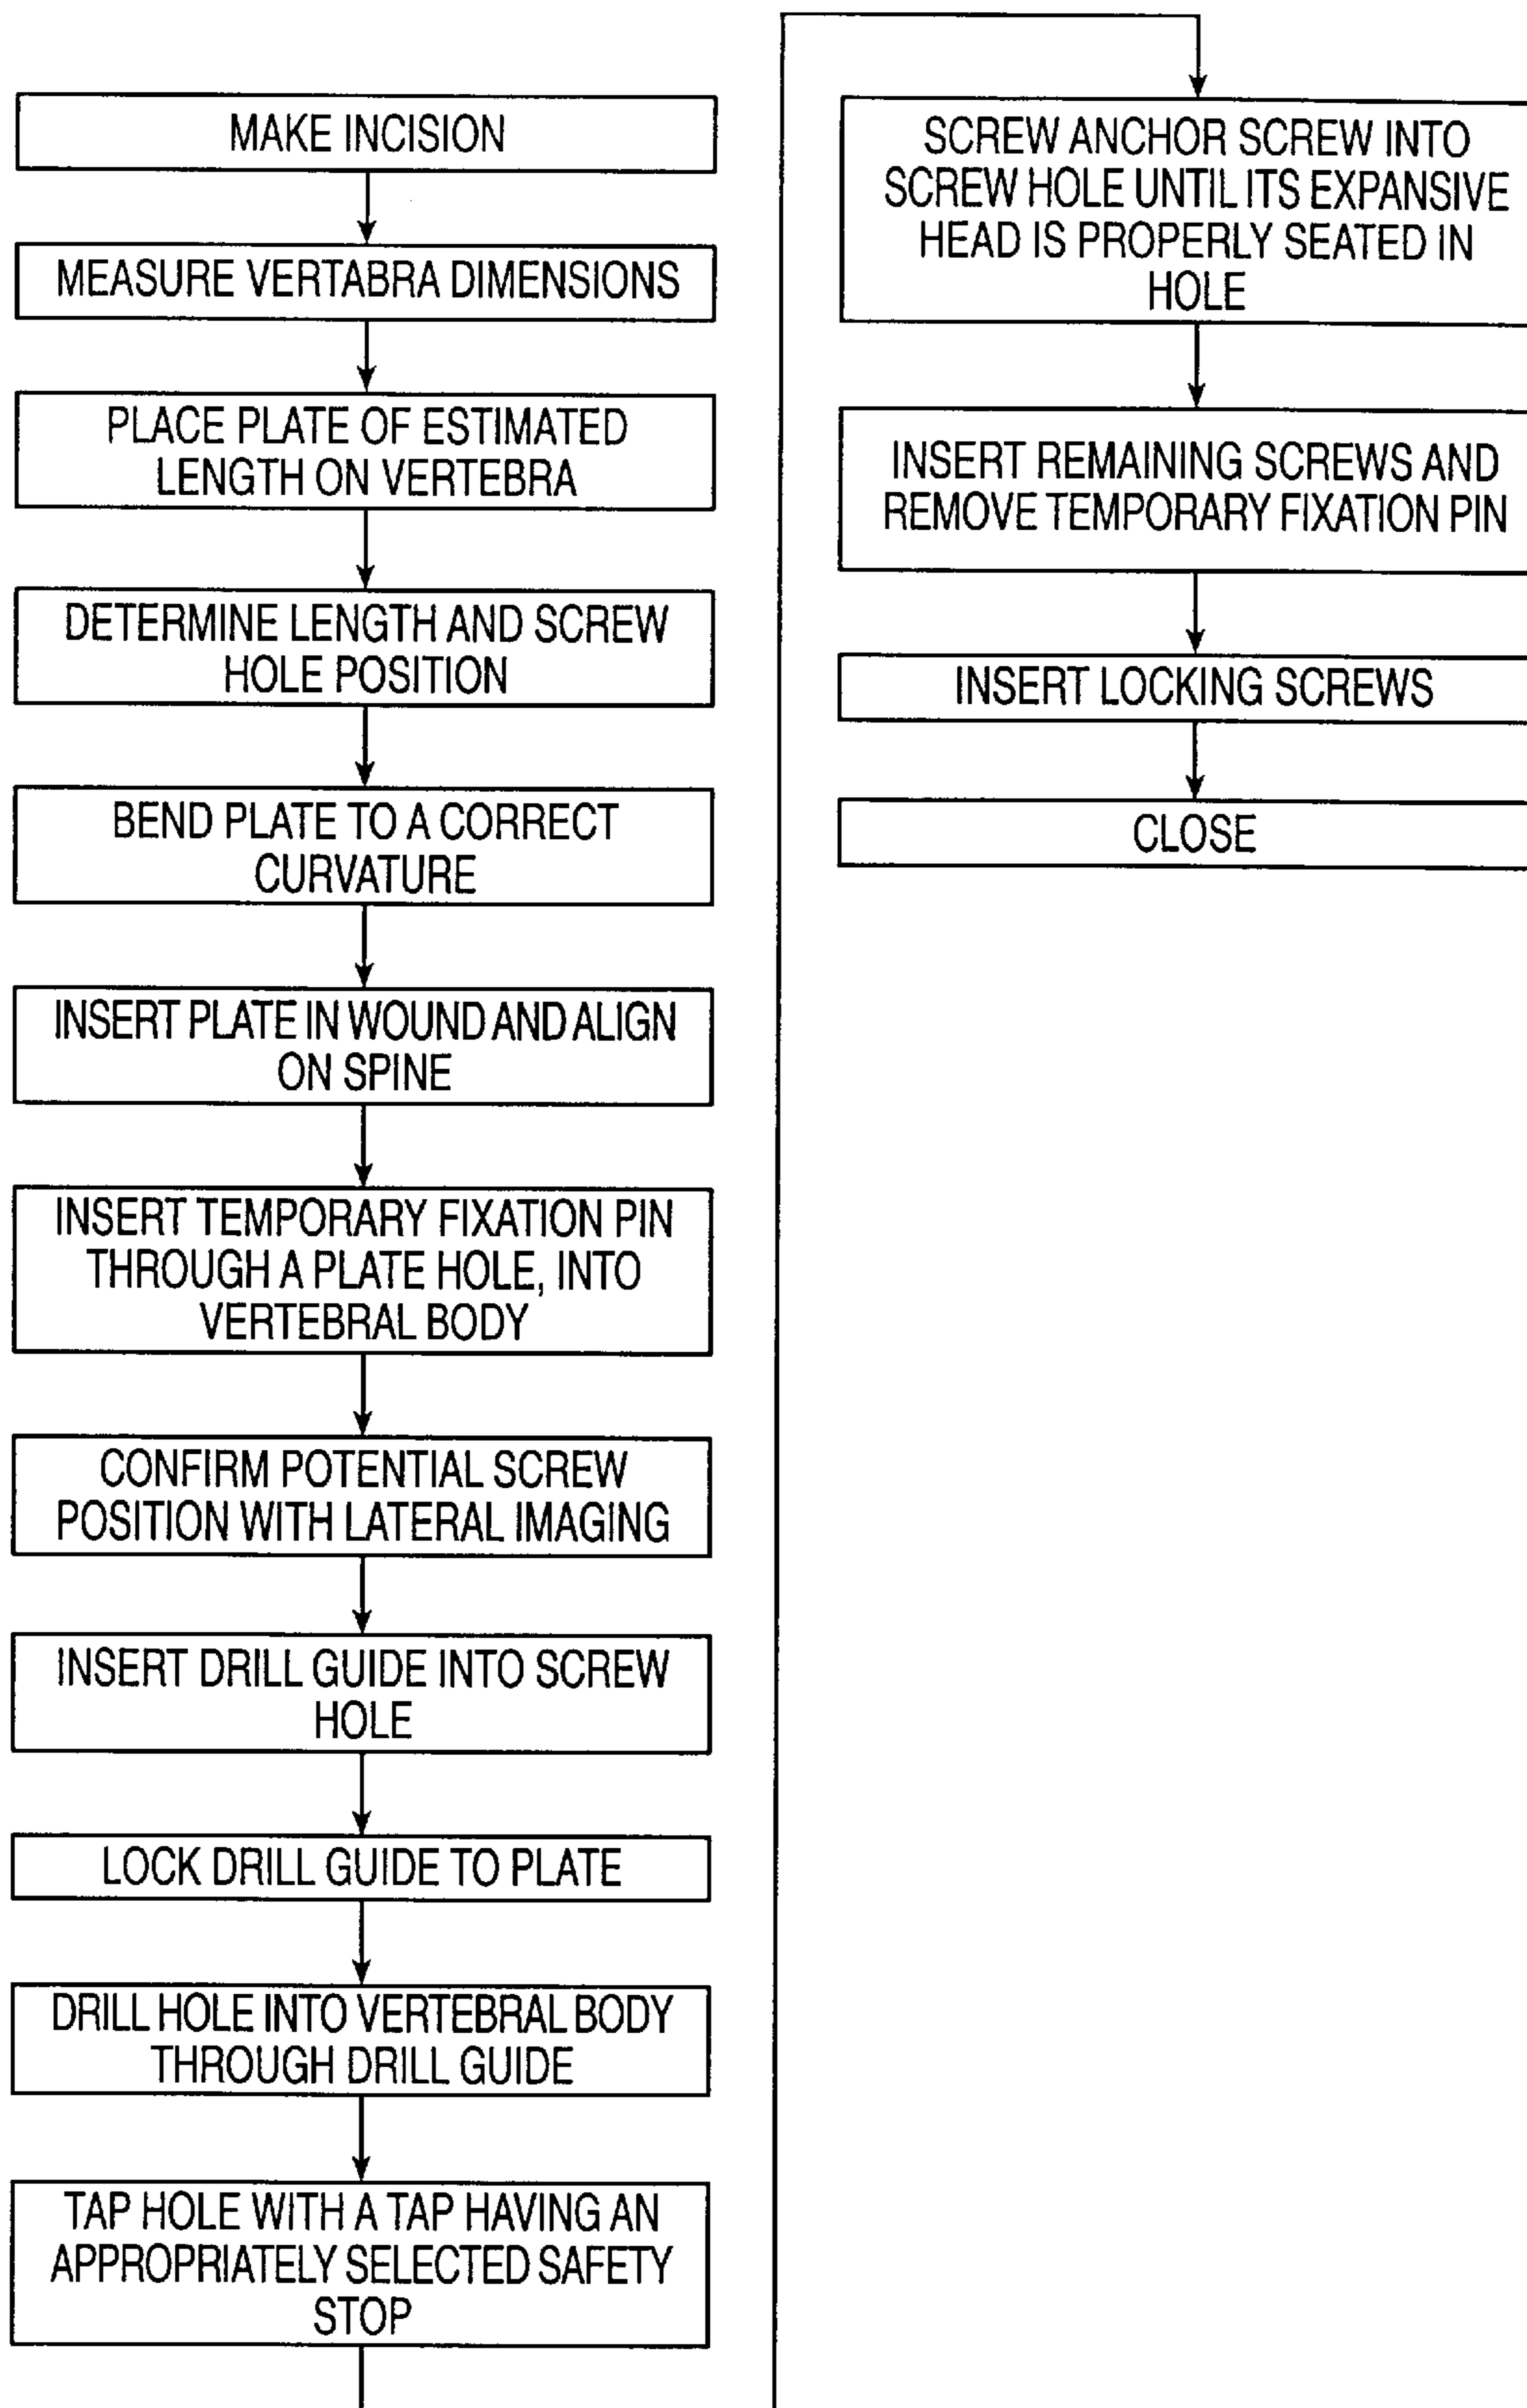 MAKE INCISION
MEASURE VERTABRA DIMENSIONS
PLACE PLATE OF ESTIMATED
LENGTH ON VERTEBRA
DETERMINE LENGTH AND SCREW
HOLE POSITION
BEND PLATE TO A CORRECT
CURVATURE
INSERT PLATE IN WOUND AND ALIGN
ON SPINE
INSERT TEMPORARY FIXATION PIN
THROUGH A PLATE HOLE, INTO
VERTEBRAL BODY
CONFIRM POTENTIAL SCREW
POSITION WITH LATERAL IMAGING
INSERT DRILL GUIDE INTO SCREW
HOLE
LOCK DRILL GUIDE TO PLATE
DRILL HOLE INTO VERTEBRAL BODY
THROUGH DRILL GUIDE
TAP HOLE WITH A TAP HAVING AN
APPROPRIATELY SELECTED SAFETY
STOP
SCREW ANCHOR SCREW INTO
SCREW HOLE UNTIL ITS EXPANSIVE
HEAD IS PROPERLY SEATED IN
HOLE
INSERT REMAINING SCREWS AND
REMOVE TEMPORARY FIXATION PIN
INSERT LOCKING SCREWS
CLOSE